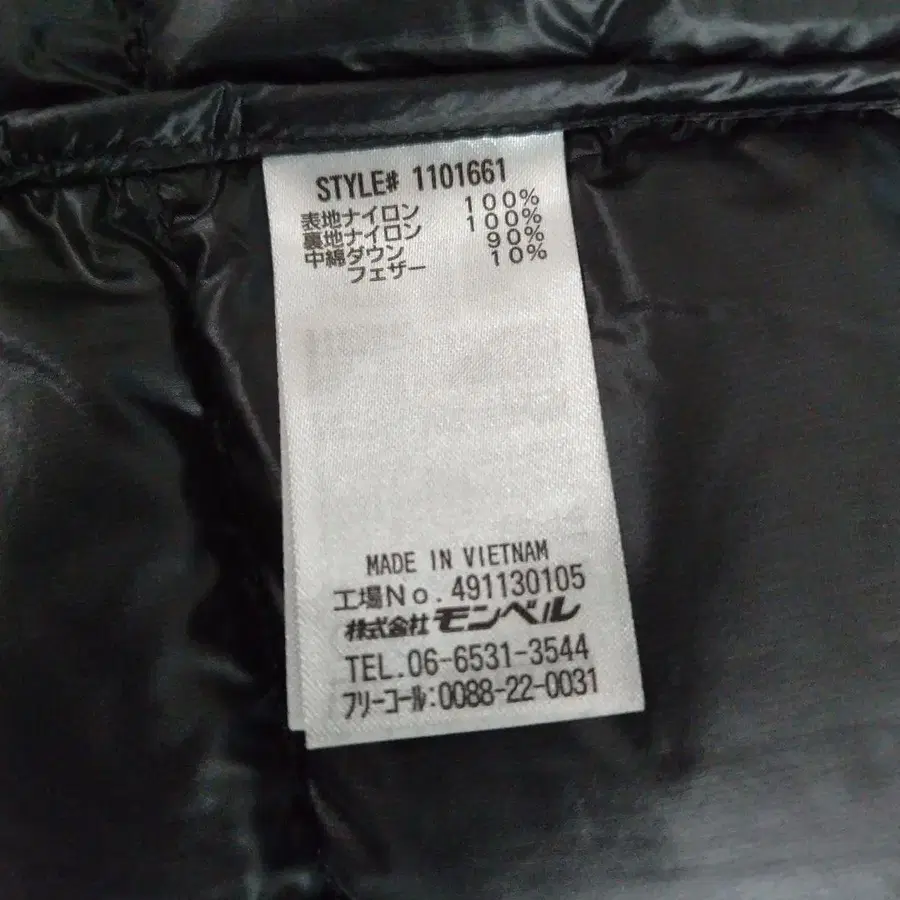 STYLE# 1101661
表地ナイロン 100%
裏地ナイロン 100%
中綿ダウン 90%
フェザー 10%
MADE IN VIETNAM
工場No.491130105
株式会社モンベル
TEL.06-6531-3544
フリーコール:0088-22-0031